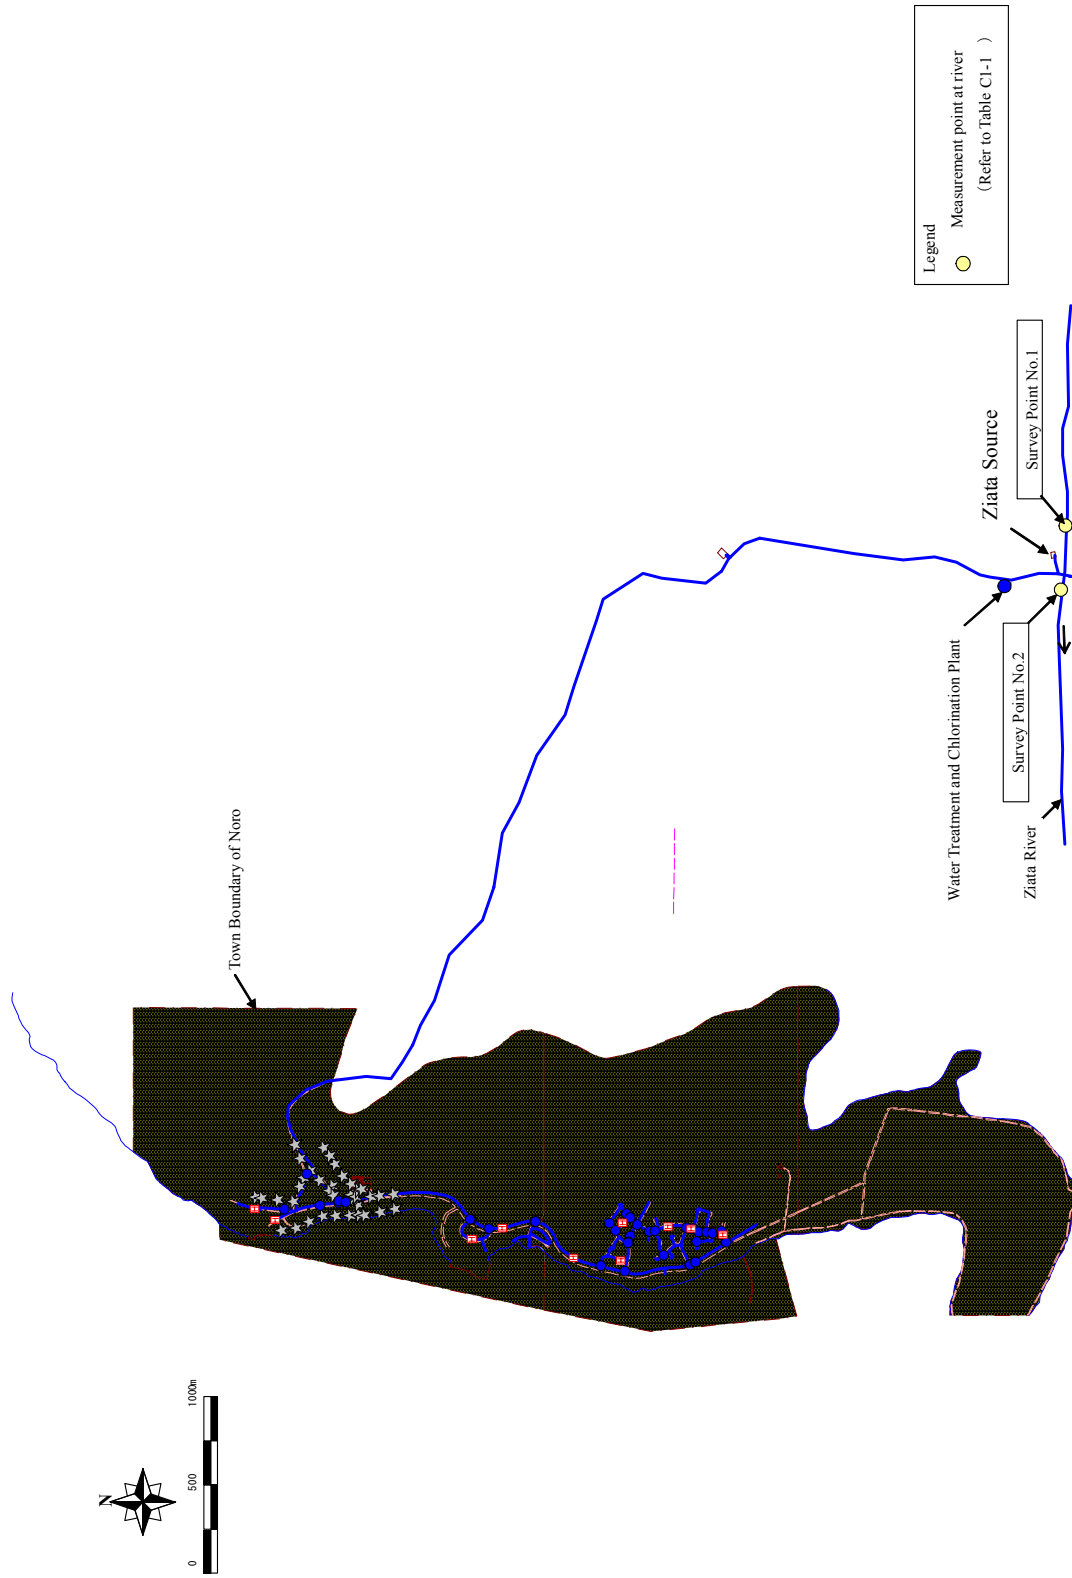 Legend
Measurement point at river
（Refer to Table C1-1 ）
Survey Point No.1
Ziata Source
Water Treatment and Chlorination Plant
Survey Point No.2
Ziata River
Town Boundary of Noro
N
0 500 1000m